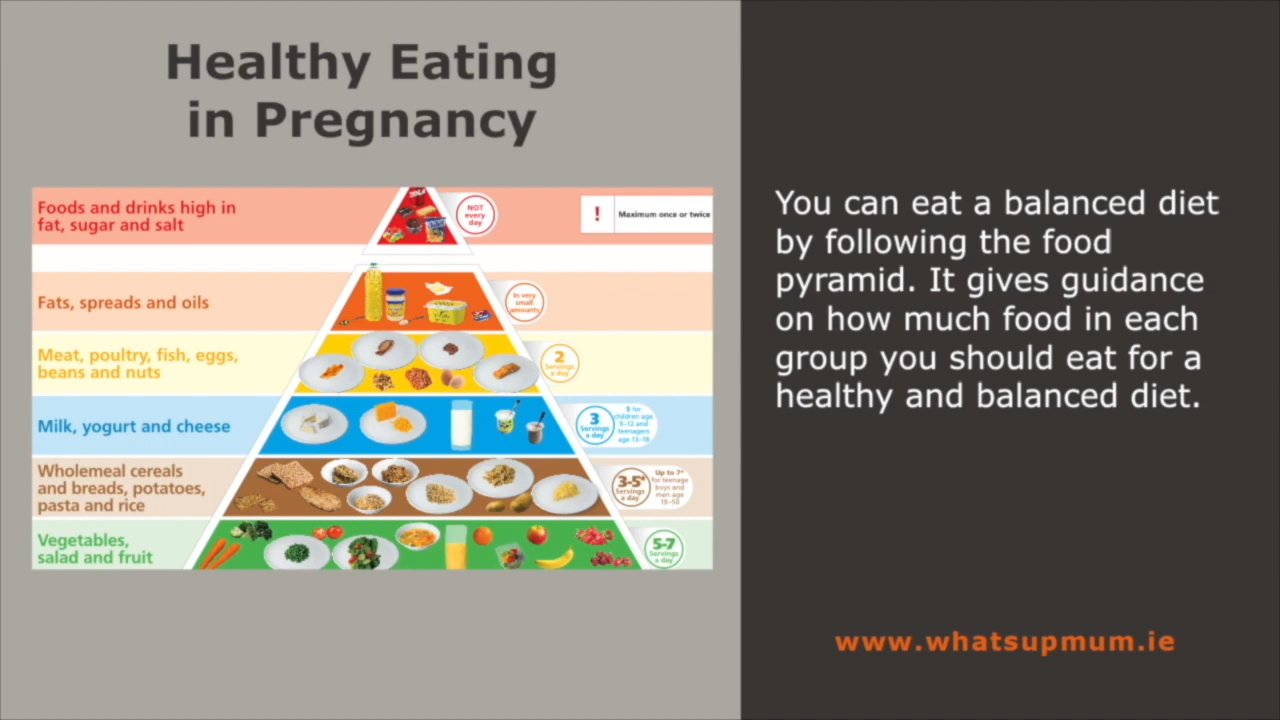 Healthy Eating
in Pregnancy
Foods and drinks high in
fat, sugar and salt
NOT
every
day
!
Maximum once or twice
Fats, spreads and oils
In very
small
amounts
Meat, poultry, fish, eggs,
beans and nuts
2
Servings
a day
Milk, yogurt and cheese
3
Servings
a day
5 for
children age
9–12 and
teenagers
age 13–18
Wholemeal cereals
and breads, potatoes,
pasta and rice
3-5*
Servings
a day
Up to 7*
for teenage
boys and
men age
19–50
Vegetables,
salad and fruit
5-7
Servings
a day
You can eat a balanced diet
by following the food
pyramid. It gives guidance
on how much food in each
group you should eat for a
healthy and balanced diet.
www.whatsupmum.ie